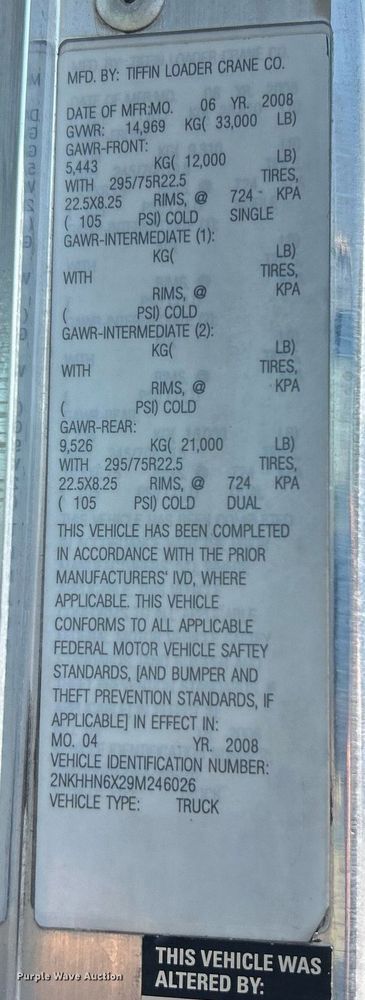 MFD. BY: TIFFIN LOADER CRANE CO.
DATE OF MFR:MO. 06 YR. 2008
GVWR: 14,969 KG( 33,000 LB)
GAWR-FRONT:
5,443 KG( 12,000 LB)
WITH 295/75R22.5 TIRES,
22.5X8.25 RIMS, @ 724 KPA
( 105 PSI) COLD SINGLE
GAWR-INTERMEDIATE (1):
KG( LB)
WITH TIRES,
RIMS, @ KPA
( PSI) COLD
GAWR-INTERMEDIATE (2):
KG( LB)
WITH TIRES,
RIMS, @ KPA
( PSI) COLD
GAWR-REAR:
9,526 KG( 21,000 LB)
WITH 295/75R22.5 TIRES,
22.5X8.25 RIMS, @ 724 KPA
( 105 PSI) COLD DUAL
THIS VEHICLE HAS BEEN COMPLETED
IN ACCORDANCE WITH THE PRIOR
MANUFACTURERS' IVD, WHERE
APPLICABLE. THIS VEHICLE
CONFORMS TO ALL APPLICABLE
FEDERAL MOTOR VEHICLE SAFTEY
STANDARDS, [AND BUMPER AND
THEFT PREVENTION STANDARDS, IF
APPLICABLE] IN EFFECT IN:
MO. 04 YR. 2008
VEHICLE IDENTIFICATION NUMBER:
2NKHHN6X29M246026
VEHICLE TYPE: TRUCK
THIS VEHICLE WAS
ALTERED BY:
Purple Wave Auction